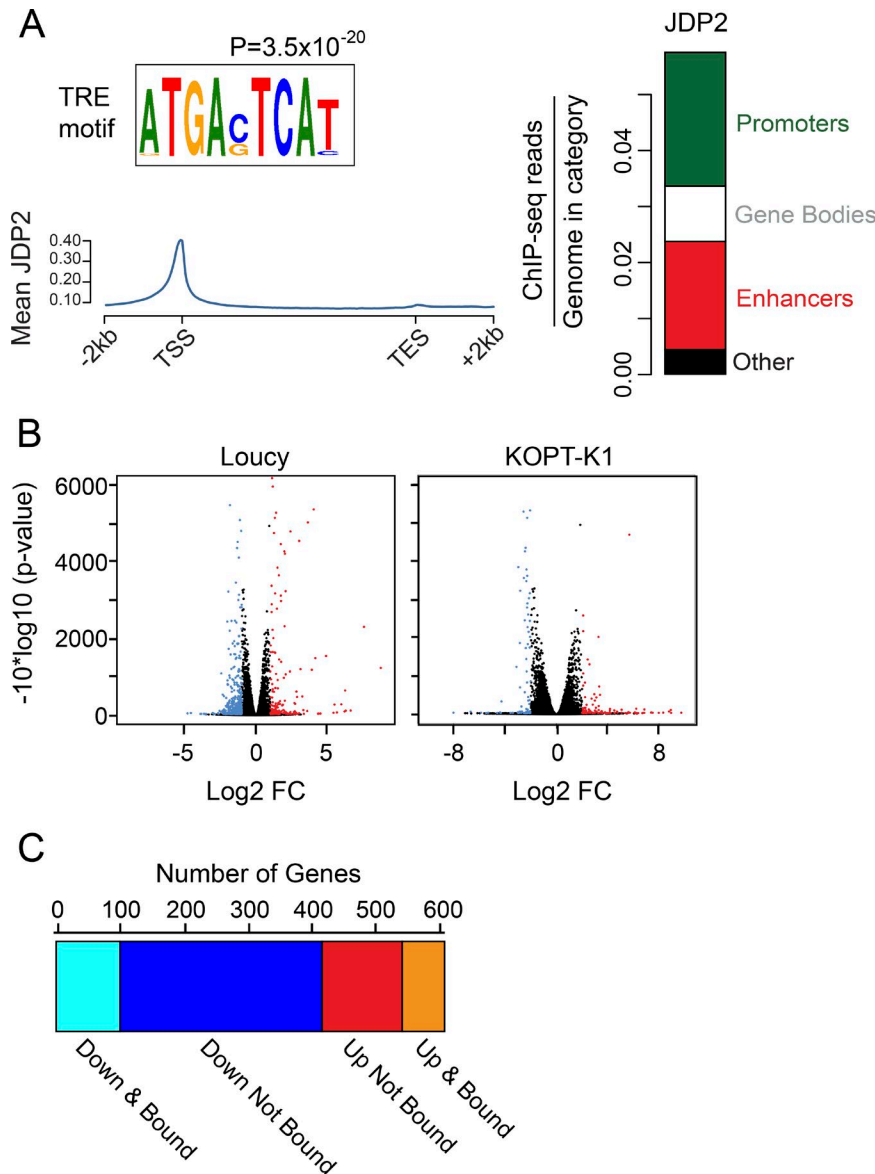 A
P=3.5x10-20
TRE
motif
ATGACTCAT
G
Mean JDP2
0.40
0.30
0.20
0.10
-2kb
TSS
TES
+2kb
JDP2
ChIP-seq reads
Genome in category
0.04
0.02
0.00
Promoters
Gene Bodies
Enhancers
Other
B
Loucy
KOPT-K1
-10*log10 (p-value)
6000
4000
2000
0
-5
0
5
-8
0
8
Log2 FC
Log2 FC
C
Number of Genes
0
100
200
300
400
500
600
Down & Bound
Down Not Bound
Up Not Bound
Up & Bound